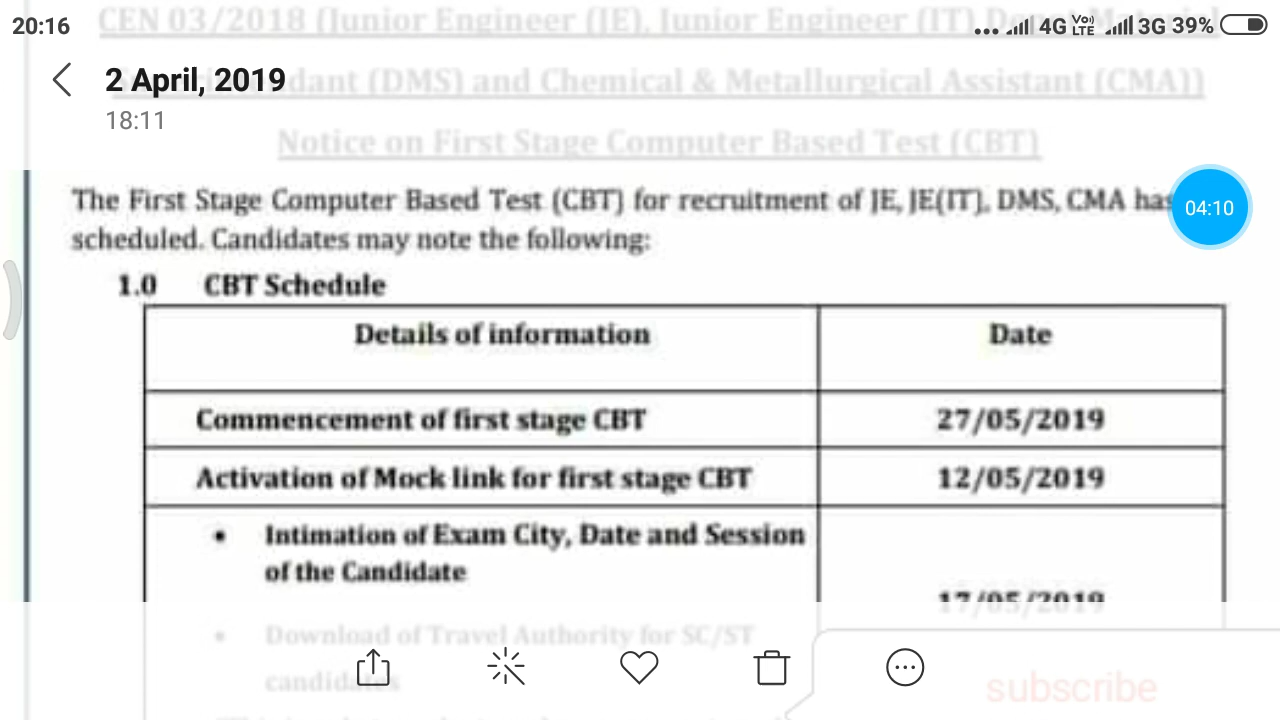 20:16
... 4G Vo)) LTE 3G 39%
CEN 03/2018 (Junior Engineer (JE), Junior Engineer (IT)
2 April, 2019
dant (DMS) and Chemical & Metallurgical Assistant (CMA))
18:11
Notice on First Stage Computer Based Test (CBT)
The First Stage Computer Based Test (CBT) for recruitment of JE, JE(IT), DMS, CMA has
04:10
scheduled. Candidates may note the following:
1.0 CBT Schedule
Details of information Date
Commencement of first stage CBT 27/05/2019
Activation of Mock link for first stage CBT 12/05/2019
• Intimation of Exam City, Date and Session
of the Candidate
17/05/2019
• Download of Travel Authority for SC/ST
candidates
subscribe